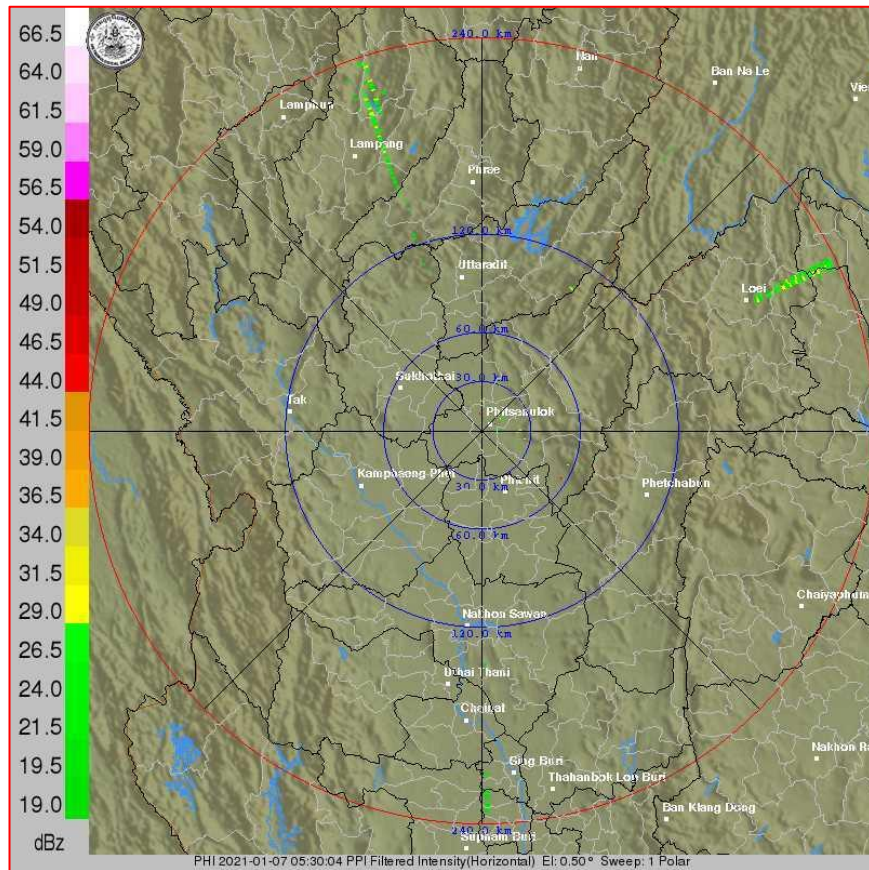 66.5
64.0
61.5
59.0
56.5
54.0
51.5
49.0
46.5
44.0
41.5
39.0
36.5
34.0
31.5
29.0
26.5
24.0
21.5
19.5
19.0
dBz
240.0 km
Nan
Ban Na Le
Lamphun
Lampang
Phrae
120.0 km
Uttaradit
Loei
60.0 km
30.0 km
Sukhothai
Tak
Phitsanulok
Kamphaeng Phet
30.0 km
Phichit
Phetchabun
60.0 km
Chaiyaphum
Nakhon Sawan
120.0 km
Uthai Thani
Chainat
Nakhon Ra
Sing Buri
Thahanbok Lop Buri
Ban Klang Dong
240.0 km
Suphan Buri
PHI 2021-01-07 05:30:04 PPI Filtered Intensity(Horizontal) El: 0.50° Sweep: 1 Polar